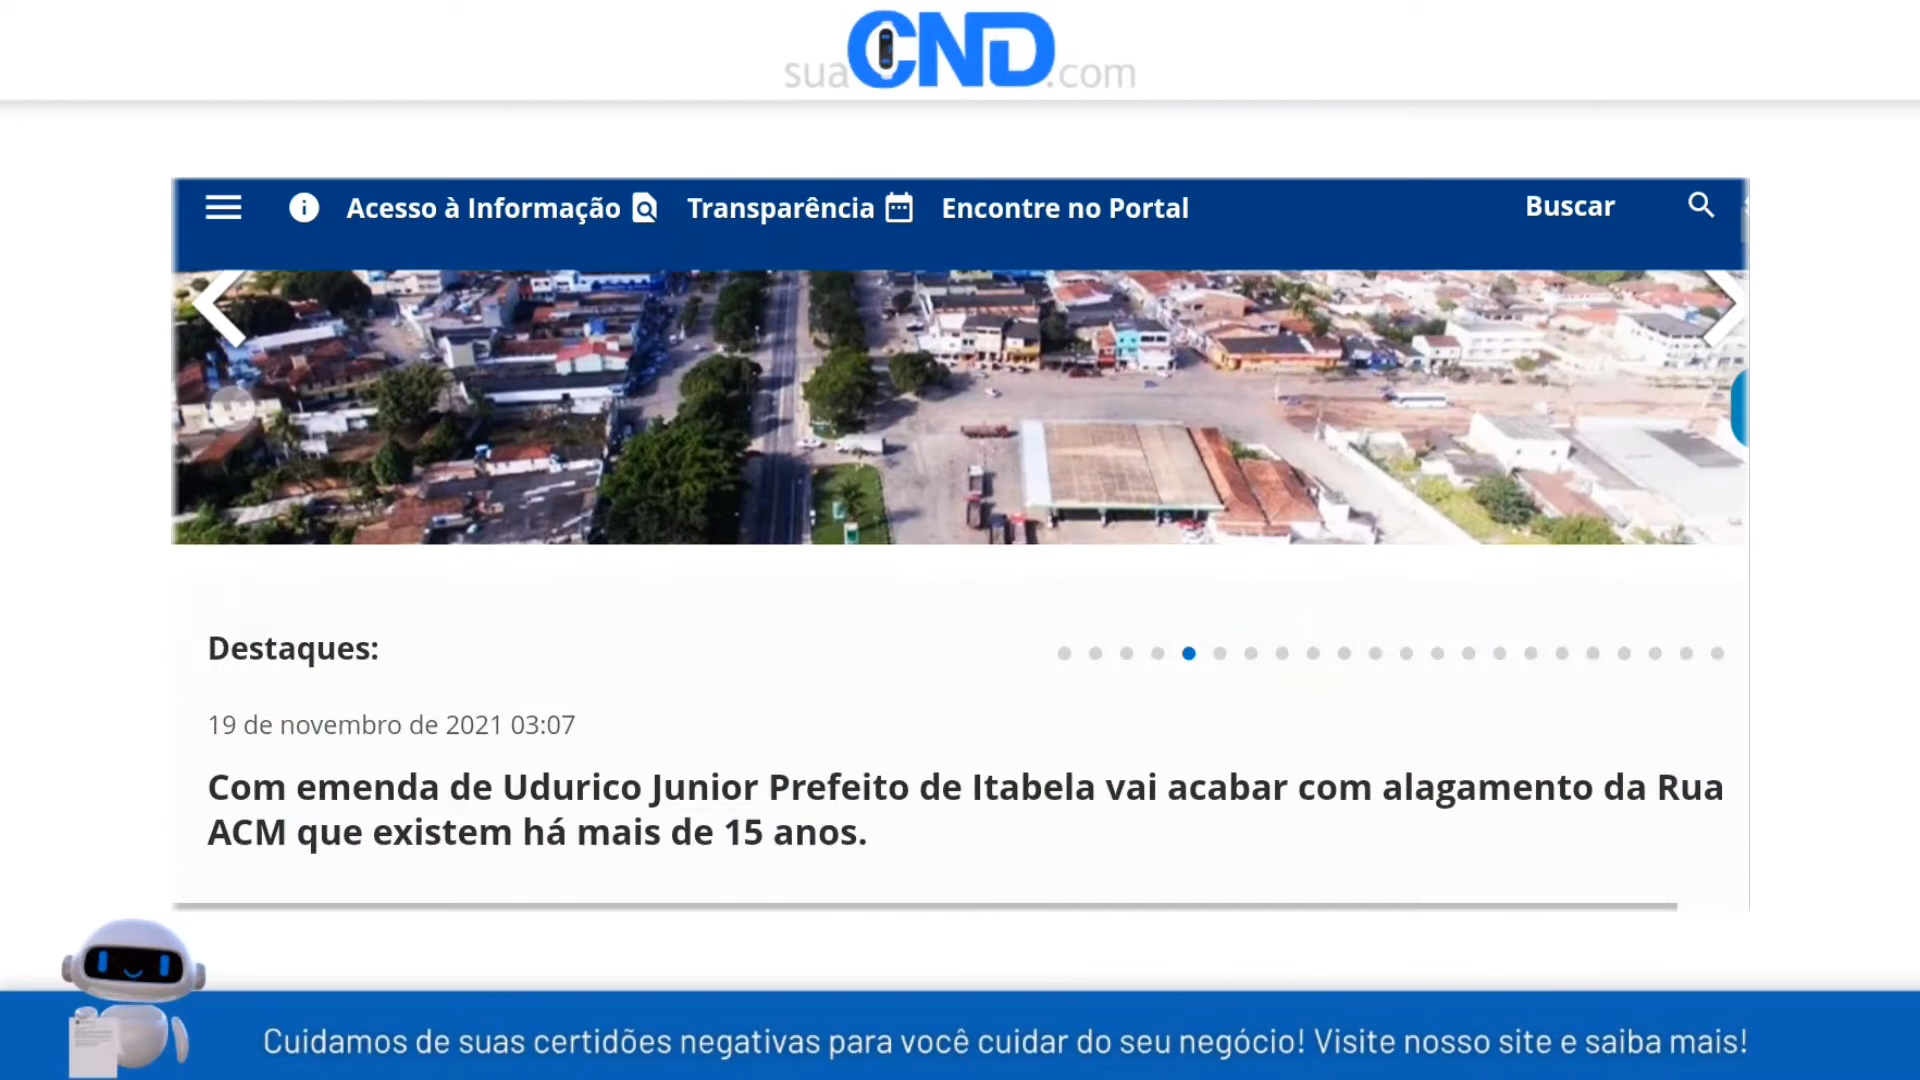 suaCND.com
Acesso à Informação Transparência Encontre no Portal Buscar
Destaques:
19 de novembro de 2021 03:07
Com emenda de Udurico Junior Prefeito de Itabela vai acabar com alagamento da Rua
ACM que existem há mais de 15 anos.
Cuidamos de suas certidões negativas para você cuidar do seu negócio! Visite nosso site e saiba mais!